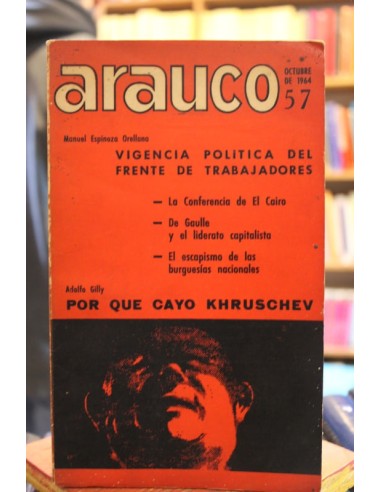 arauco
OCTUBRE
DE 1964
57
Manuel Espinoza Orellana
VIGENCIA POLITICA DEL
FRENTE DE TRABAJADORES
— La Conferencia de El Cairo
— De Gaulle
y el liderato capitalista
— El escapismo de las
burguesías nacionales
Adolfo Gilly
POR QUE CAYO KHRUSCHEV